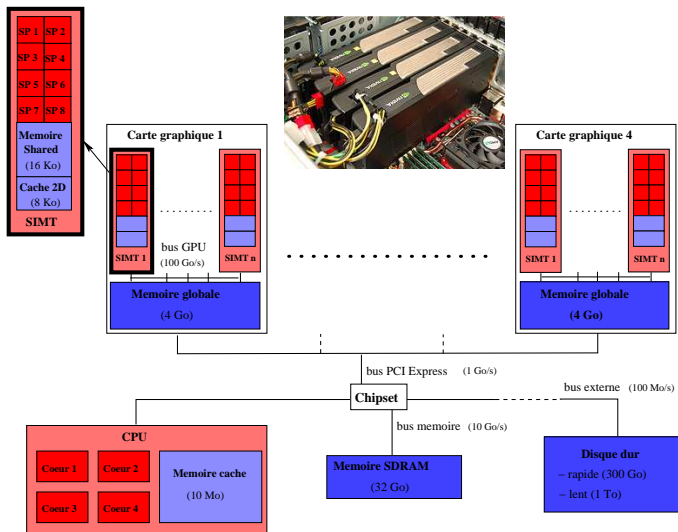 SP 1 SP 2
SP 3 SP 4
SP 5 SP 6
SP 7 SP 8
Memoire
Shared
(16 Ko)
Cache 2D
(8 Ko)
SIMT
Carte graphique 1
SIMT 1
SIMT n
bus GPU
(100 Go/s)
Memoire globale
(4 Go)
NVIDIA
NVIDIA
NVIDIA
NVIDIA
Carte graphique 4
SIMT 1
SIMT n
Memoire globale
(4 Go)
bus PCI Express (1 Go/s)
Chipset
bus externe (100 Mo/s)
bus memoire (10 Go/s)
CPU
Coeur 1
Coeur 2
Coeur 3
Coeur 4
Memoire cache
(10 Mo)
Memoire SDRAM
(32 Go)
Disque dur
– rapide (300 Go)
– lent (1 To)